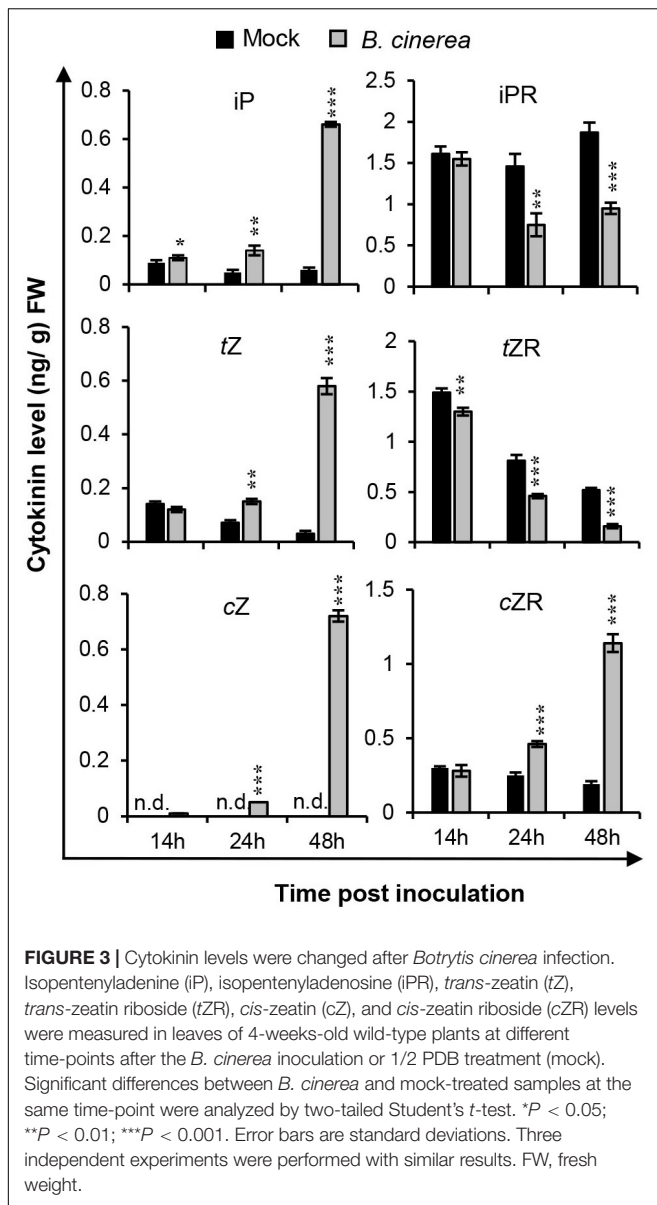 Mock B. cinerea
Cytokinin level (ng/ g) FW
iP
0.8
0.6
0.4
0.2
0
*
**
***
iPR
2.5
2
1.5
1
0.5
0
**
***
tZ
0.8
0.6
0.4
0.2
0
**
***
tZR
2
1.5
1
0.5
0
**
***
***
cZ
0.8
0.6
0.4
0.2
0
n.d.
n.d.
n.d.
***
***
14h 24h 48h
cZR
1.5
1
0.5
0
***
***
14h 24h 48h
Time post inoculation
FIGURE 3 | Cytokinin levels were changed after Botrytis cinerea infection.
Isopentenyladenine (iP), isopentenyladenosine (iPR), trans-zeatin (tZ),
trans-zeatin riboside (tZR), cis-zeatin (cZ), and cis-zeatin riboside (cZR) levels
were measured in leaves of 4-weeks-old wild-type plants at different
time-points after the B. cinerea inoculation or 1/2 PDB treatment (mock).
Significant differences between B. cinerea and mock-treated samples at the
same time-point were analyzed by two-tailed Student's t-test. *P < 0.05;
**P < 0.01; ***P < 0.001. Error bars are standard deviations. Three
independent experiments were performed with similar results. FW, fresh
weight.